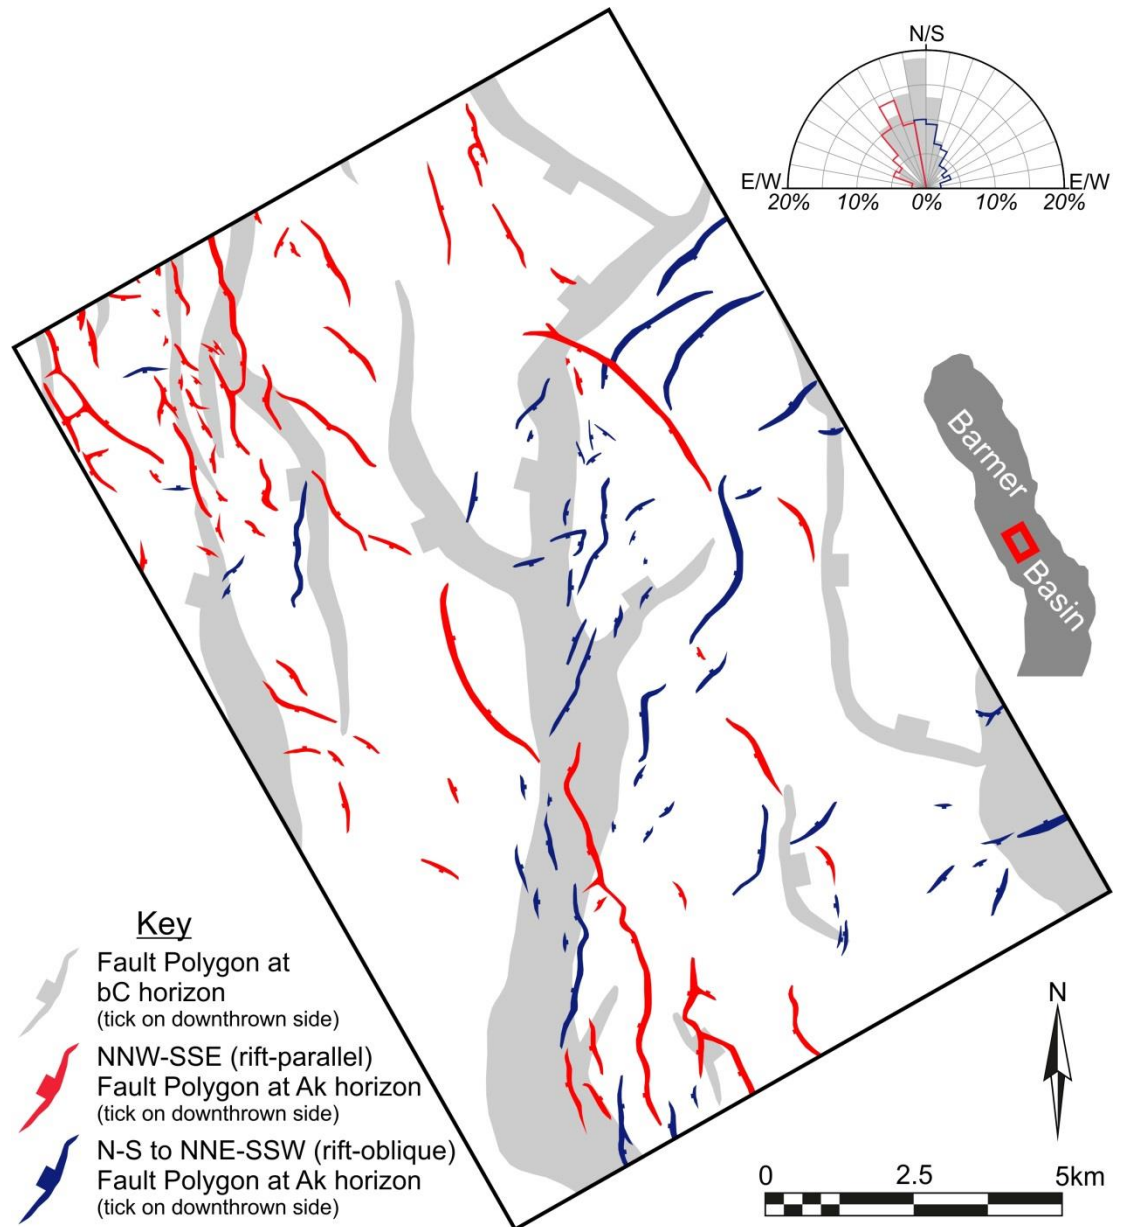 N/S
E/W
E/W
20%
10%
0%
10%
20%
Barmer
Basin
Key
Fault Polygon at
bC horizon
(tick on downthrown side)
NNW-SSE (rift-parallel)
Fault Polygon at Ak horizon
(tick on downthrown side)
N-S to NNE-SSW (rift-oblique)
Fault Polygon at Ak horizon
(tick on downthrown side)
N
0
2.5
5km